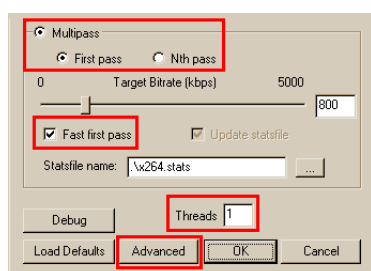 Multipass
First pass Nth pass
0 Target Bitrate (kbps) 5000
800
Fast first pass Update statsfile
Statsfile name: .\x264.stats ...
Debug Threads 1
Load Defaults Advanced OK Cancel